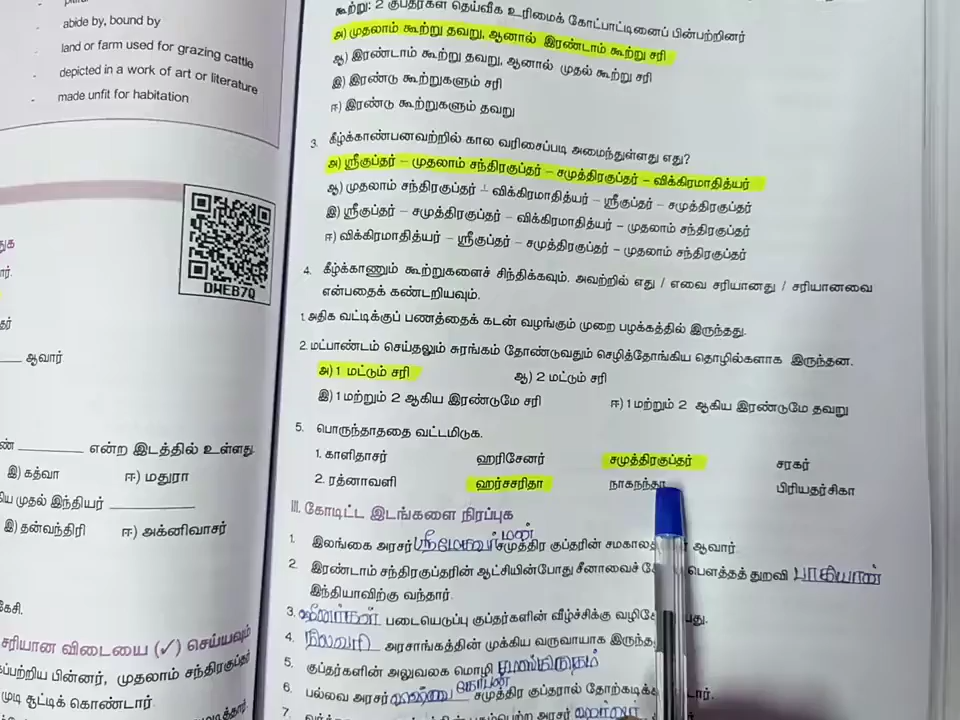 abide by, bound by
land or farm used for grazing cattle
depicted in a work of art or literature
made unfit for habitation
DWEB7Q
ஆவார்
என்ற இடத்தில் உள்ளது.
இ) கத்வா ஈ) மதுரா
முதல் இந்தியர்
இ) தன்வந்திரி ஈ) அக்னிவாசர்
சரியான விடையை (✓) செய்யவும்
பின்னர், முதலாம் சந்திரகுப்தர்
முடி சூட்டிக் கொண்டார்.
கூற்று: 2 குப்தர்கள் தெய்வீக உரிமைக் கோட்பாட்டினைப் பின்பற்றினர்
அ) முதலாம் கூற்று தவறு, ஆனால் இரண்டாம் கூற்று சரி
ஆ) இரண்டாம் கூற்று தவறு, ஆனால் முதல் கூற்று சரி
இ) இரண்டு கூற்றுகளும் சரி
ஈ) இரண்டு கூற்றுகளும் தவறு
3. கீழ்க்காண்பனவற்றில் கால வரிசைப்படி அமைந்துள்ளது எது?
அ) ஸ்ரீகுப்தர் – முதலாம் சந்திரகுப்தர் – சமுத்திரகுப்தர் – விக்கிரமாதித்யர்
ஆ) முதலாம் சந்திரகுப்தர் – விக்கிரமாதித்யர் – ஸ்ரீகுப்தர் – சமுத்திரகுப்தர்
இ) ஸ்ரீகுப்தர் – சமுத்திரகுப்தர் – விக்கிரமாதித்யர் – முதலாம் சந்திரகுப்தர்
ஈ) விக்கிரமாதித்யர் – ஸ்ரீகுப்தர் – சமுத்திரகுப்தர் – முதலாம் சந்திரகுப்தர்
4. கீழ்க்காணும் கூற்றுகளைச் சிந்திக்கவும். அவற்றில் எது / எவை சரியானது / சரியானவை
என்பதைக் கண்டறியவும்.
1. அதிக வட்டிக்குப் பணத்தைக் கடன் வழங்கும் முறை பழக்கத்தில் இருந்தது.
2. மட்பாண்டம் செய்தலும் சுரங்கம் தோண்டுவதும் செழித்தோங்கிய தொழில்களாக இருந்தன.
அ) 1 மட்டும் சரி ஆ) 2 மட்டும் சரி
இ) 1 மற்றும் 2 ஆகிய இரண்டுமே சரி ஈ) 1 மற்றும் 2 ஆகிய இரண்டுமே தவறு
5. பொருந்தாததை வட்டமிடுக.
1. காளிதாசர் ஹரிசேனர் சமுத்திரகுப்தர் சரகர்
2. ரத்னாவளி ஹர்சசரிதா நாகநந்தா பிரியதர்சிகா
III. கோடிட்ட இடங்களை நிரப்புக
1. இலங்கை அரசர் சமுத்திர குப்தரின் ஆவார்.
2. இரண்டாம் சந்திரகுப்தரின் ஆட்சியின்போது சீனாவைச் பௌத்தத் துறவி பாகியான்
இந்தியாவிற்கு வந்தார்.
3. ஹீனர்கள் படையெடுப்பு குப்தர்களின் வீழ்ச்சிக்கு
4. நிலவரி அரசாங்கத்தின் முக்கிய வருவாயாக
5. குப்தர்களின் அலுவலக மொழி
6. பல்லவ அரசர் சமுத்திர குப்தரால்
7. அரசர் ஹர்ஷர்